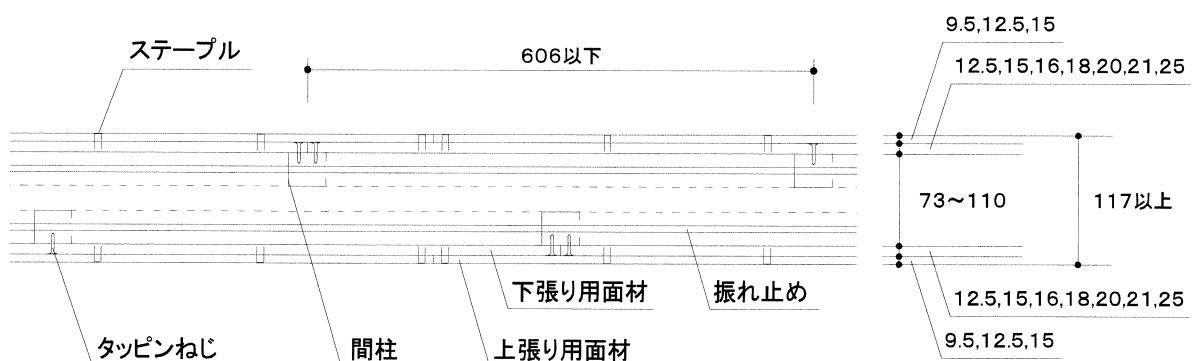 ステープル
606以下
9.5,12.5,15
12.5,15,16,18,20,21,25
73～110
117以上
下張り用面材
振れ止め
12.5,15,16,18,20,21,25
タッピンねじ
間柱
上張り用面材
9.5,12.5,15